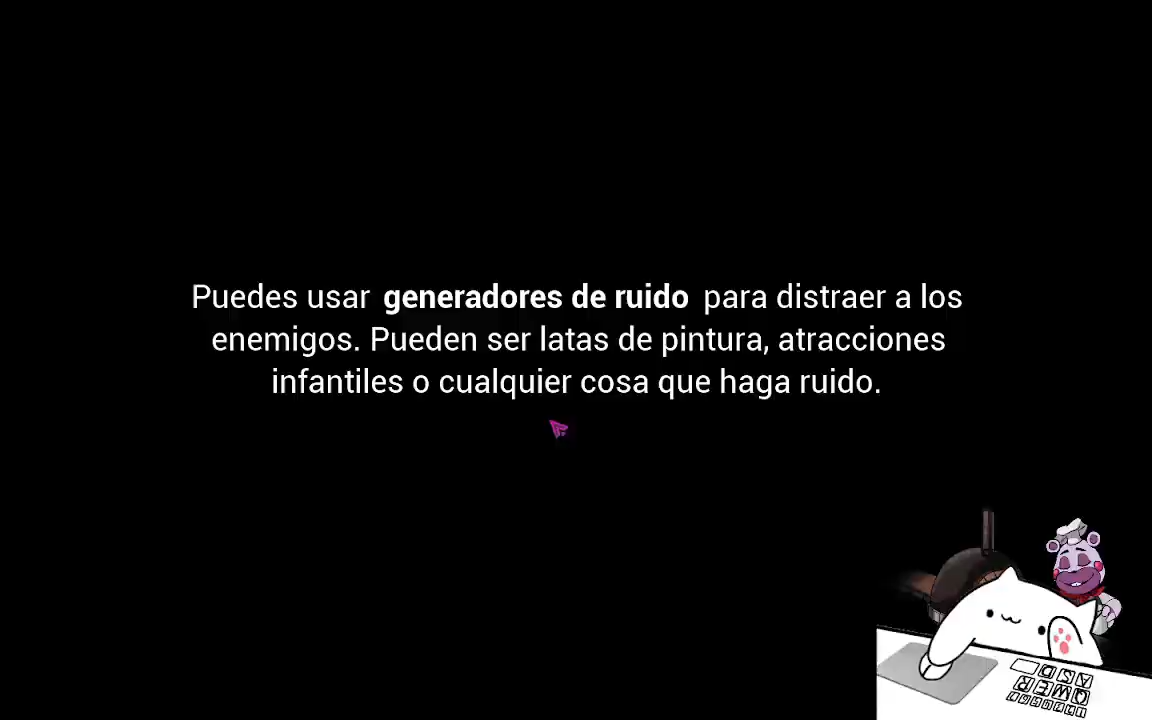 Puedes usar generadores de ruido para distraer a los
enemigos. Pueden ser latas de pintura, atracciones
infantiles o cualquier cosa que haga ruido.